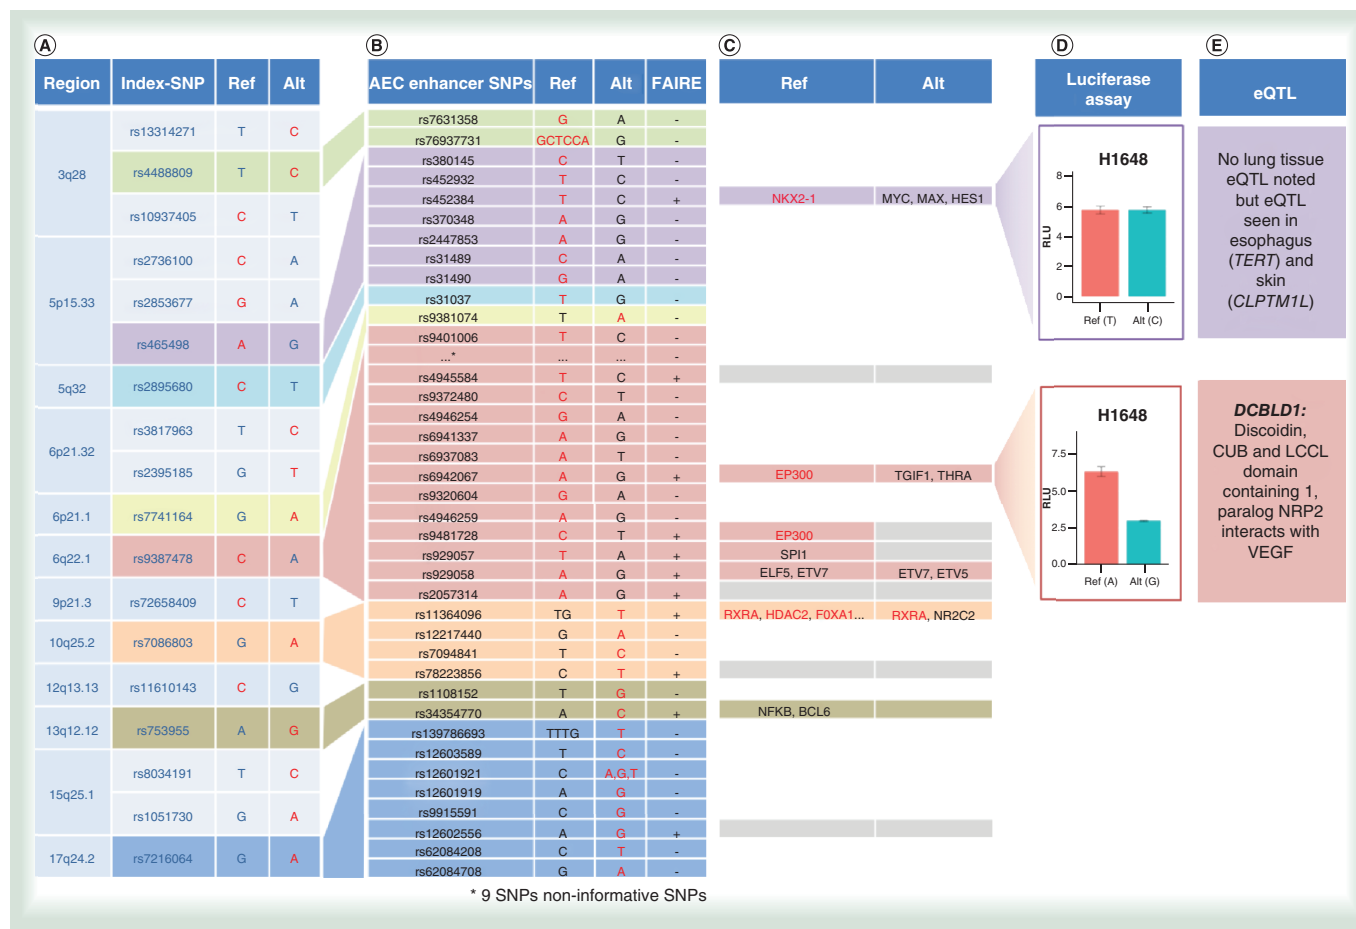 A
Region Index-SNP Ref Alt
3q28
rs13314271 T C
rs4488809 T C
rs10937405 C T
5p15.33
rs2736100 C A
rs2853677 G A
rs465498 A G
5q32 rs2895680 C T
6p21.32
rs3817963 T C
rs2395185 G T
6p21.1 rs7741164 G A
6q22.1 rs9387478 C A
9p21.3 rs72658409 C T
10q25.2 rs7086803 G A
12q13.13 rs11610143 C G
13q12.12 rs753955 A G
15q25.1
rs8034191 T C
rs1051730 G A
17q24.2 rs7216064 G A
B
AEC enhancer SNPs Ref Alt FAIRE
rs7631358 G A -
rs76937731 GCTCCA G -
rs380145 C T -
rs452932 T C -
rs452384 T C +
rs370348 A G -
rs2447853 A G -
rs31489 C A -
rs31490 G A -
rs31037 T G -
rs9381074 T A -
rs9401006 T C -
...* ... ... -
rs4945584 T C +
rs9372480 C T -
rs4946254 G A -
rs6941337 A G -
rs6937083 A T -
rs6942067 A G +
rs9320604 G A -
rs4946259 A G -
rs9481728 C T +
rs929057 T A +
rs929058 A G +
rs2057314 A G +
rs11364096 TG T +
rs12217440 G A -
rs7094841 T C -
rs78223856 C T +
rs1108152 T G -
rs34354770 A C +
rs139786693 TTTG T -
rs12603589 T C -
rs12601921 C A,G,T -
rs12601919 A G -
rs9915591 C G -
rs12602556 A G +
rs62084208 C T -
rs62084708 G A -
* 9 SNPs non-informative SNPs
C
Ref Alt
NKX2-1 MYC, MAX, HES1
EP300 TGIF1, THRA
EP300
SPI1
ELF5, ETV7 ETV7, ETV5
RXRA, HDAC2, F0XA1... RXRA, NR2C2
NFKB, BCL6
D
Luciferase
assay
H1648
RLU
8
6
4
2
0
Ref (T) Alt (C)
H1648
RLU
7.5
5.0
2.5
0.0
Ref (A) Alt (G)
E
eQTL
No lung tissue
eQTL noted
but eQTL
seen in
esophagus
(TERT) and
skin
(CLPTM1L)
DCBLD1:
Discoidin,
CUB and LCCL
domain
containing 1,
paralog NRP2
interacts with
VEGF